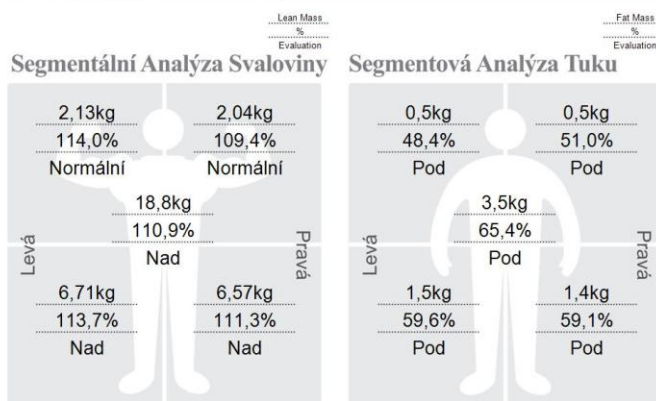 Lean Mass
%
Evaluation
Segmentální Analýza Svaloviny
2,13kg
114,0%
Normální
2,04kg
109,4%
Normální
18,8kg
110,9%
Nad
Levá
Pravá
6,71kg
113,7%
Nad
6,57kg
111,3%
Nad
Fat Mass
%
Evaluation
Segmentová Analýza Tuku
0,5kg
48,4%
Pod
0,5kg
51,0%
Pod
3,5kg
65,4%
Pod
Levá
Pravá
1,5kg
59,6%
Pod
1,4kg
59,1%
Pod